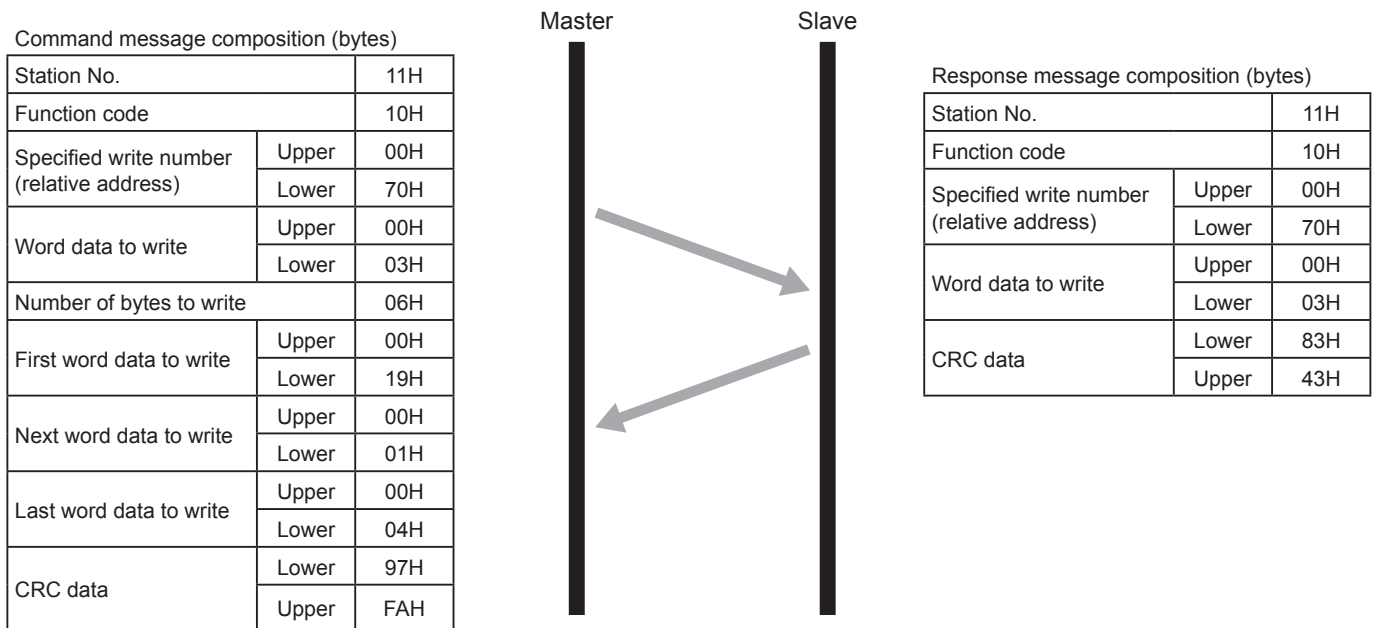 Master Slave
Command message composition (bytes)
Station No. 11H
Function code 10H
Specified write number
(relative address)
Upper 00H
Lower 70H
Word data to write
Upper 00H
Lower 03H
Number of bytes to write 06H
First word data to write
Upper 00H
Lower 19H
Next word data to write
Upper 00H
Lower 01H
Last word data to write
Upper 00H
Lower 04H
CRC data
Lower 97H
Upper FAH
Response message composition (bytes)
Station No. 11H
Function code 10H
Specified write number
(relative address)
Upper 00H
Lower 70H
Word data to write
Upper 00H
Lower 03H
CRC data
Lower 83H
Upper 43H